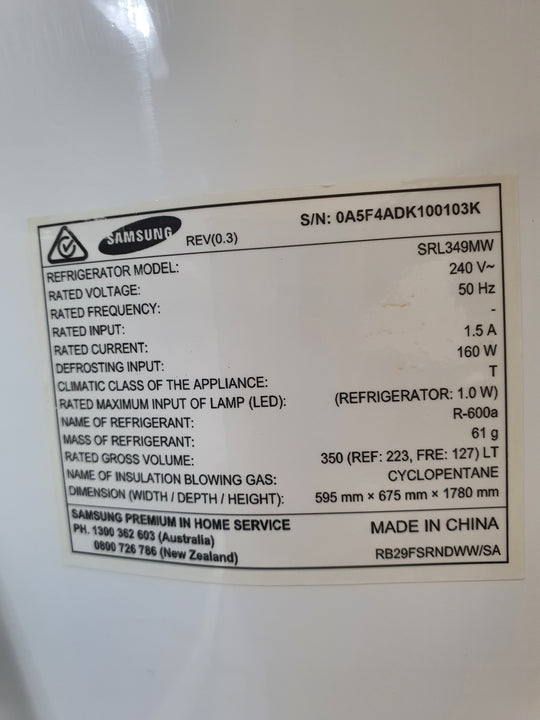 SAMSUNG REV(0.3) S/N: 0A5F4ADK100103K
REFRIGERATOR MODEL: SRL349MW
RATED VOLTAGE: 240 V~
RATED FREQUENCY: 50 Hz
RATED INPUT: -
RATED CURRENT: 1.5 A
DEFROSTING INPUT: 160 W
CLIMATIC CLASS OF THE APPLIANCE: T
RATED MAXIMUM INPUT OF LAMP (LED): (REFRIGERATOR: 1.0 W)
NAME OF REFRIGERANT: R-600a
MASS OF REFRIGERANT: 61 g
RATED GROSS VOLUME: 350 (REF: 223, FRE: 127) LT
NAME OF INSULATION BLOWING GAS: CYCLOPENTANE
DIMENSION (WIDTH / DEPTH / HEIGHT): 595 mm × 675 mm × 1780 mm
SAMSUNG PREMIUM IN HOME SERVICE
PH. 1300 362 603 (Australia)
0800 726 786 (New Zealand)
MADE IN CHINA
RB29FSRNDWW/SA